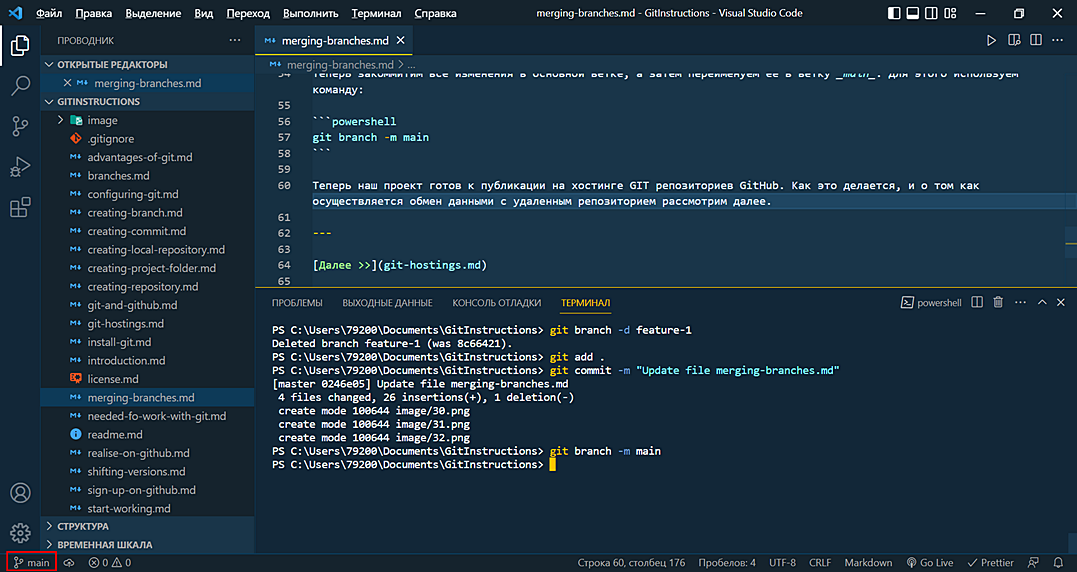 Файл Правка Выделение Вид Переход Выполнить Терминал Справка merging-branches.md - GitInstructions - Visual Studio Code
ПРОВОДНИК
ОТКРЫТЫЕ РЕДАКТОРЫ
merging-branches.md
GITINSTRUCTIONS
image
.gitignore
advantages-of-git.md
branches.md
configuring-git.md
creating-branch.md
creating-commit.md
creating-local-repository.md
creating-project-folder.md
creating-repository.md
git-and-github.md
git-hostings.md
install-git.md
introduction.md
license.md
merging-branches.md
needed-fo-work-with-git.md
readme.md
realise-on-github.md
shifting-versions.md
sign-up-on-github.md
start-working.md
СТРУКТУРА
ВРЕМЕННАЯ ШКАЛА
merging-branches.md
merging-branches.md > ...
54 Теперь закоммитим все изменения в основной ветке, а затем переименуем ее в ветку _main_. Для этого используем
команду:
55
56 ```powershell
57 git branch -m main
58 ```
59
60 Теперь наш проект готов к публикации на хостинге GIT репозиториев GitHub. Как это делается, и о том как
осуществляется обмен данными с удаленным репозиторием рассмотрим далее.
61
62 ---
63
64 [Далее >>](git-hostings.md)
65
ПРОБЛЕМЫ ВЫХОДНЫЕ ДАННЫЕ КОНСОЛЬ ОТЛАДКИ ТЕРМИНАЛ powershell
PS C:\Users\79200\Documents\GitInstructions> git branch -d feature-1
Deleted branch feature-1 (was 8c66421).
PS C:\Users\79200\Documents\GitInstructions> git add .
PS C:\Users\79200\Documents\GitInstructions> git commit -m "Update file merging-branches.md"
[master 0246e05] Update file merging-branches.md
4 files changed, 26 insertions(+), 1 deletion(-)
create mode 100644 image/30.png
create mode 100644 image/31.png
create mode 100644 image/32.png
PS C:\Users\79200\Documents\GitInstructions> git branch -m main
PS C:\Users\79200\Documents\GitInstructions>
main 0 0 Строка 60, столбец 176 Пробелов: 4 UTF-8 CRLF Markdown Go Live Prettier